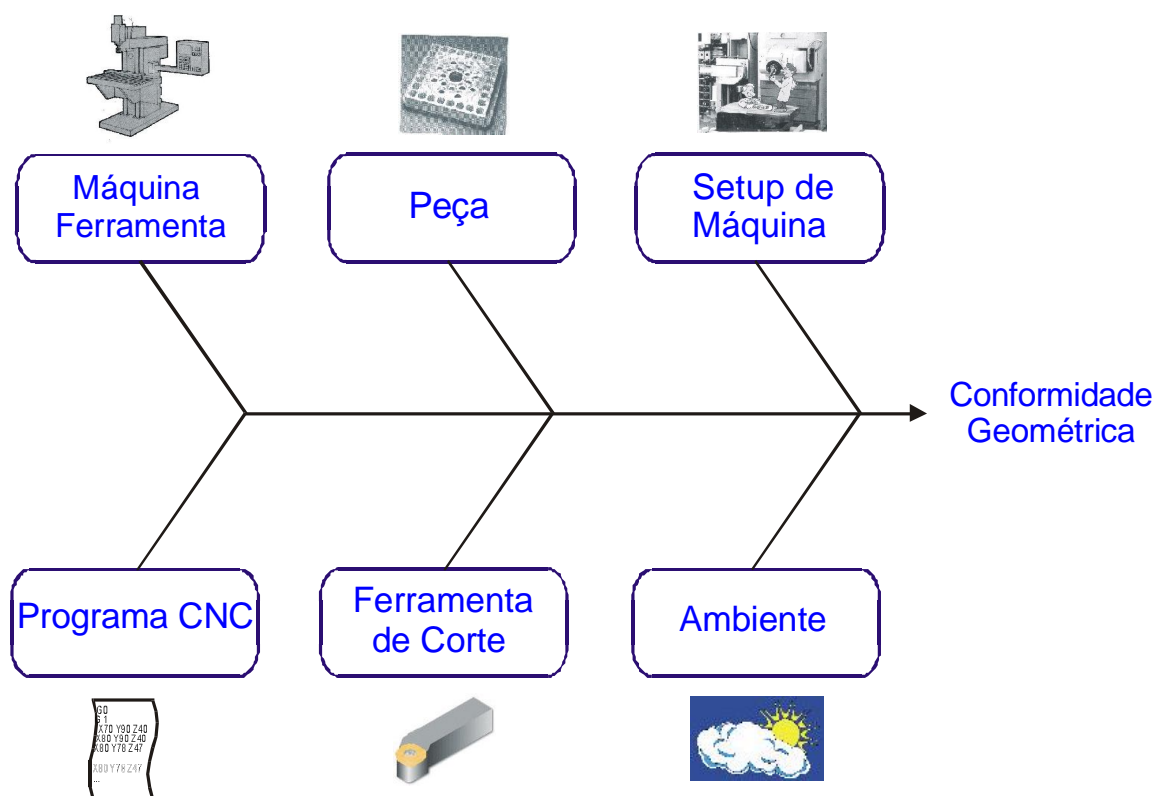 Máquina
Ferramenta
Peça
Setup de
Máquina
Conformidade
Geométrica
Programa CNC
Ferramenta
de Corte
Ambiente
G0
G 1
X70 Y90 Z40
X80 Y90 Z40
X80 Y78 Z47
X80 Y78 Z47
...